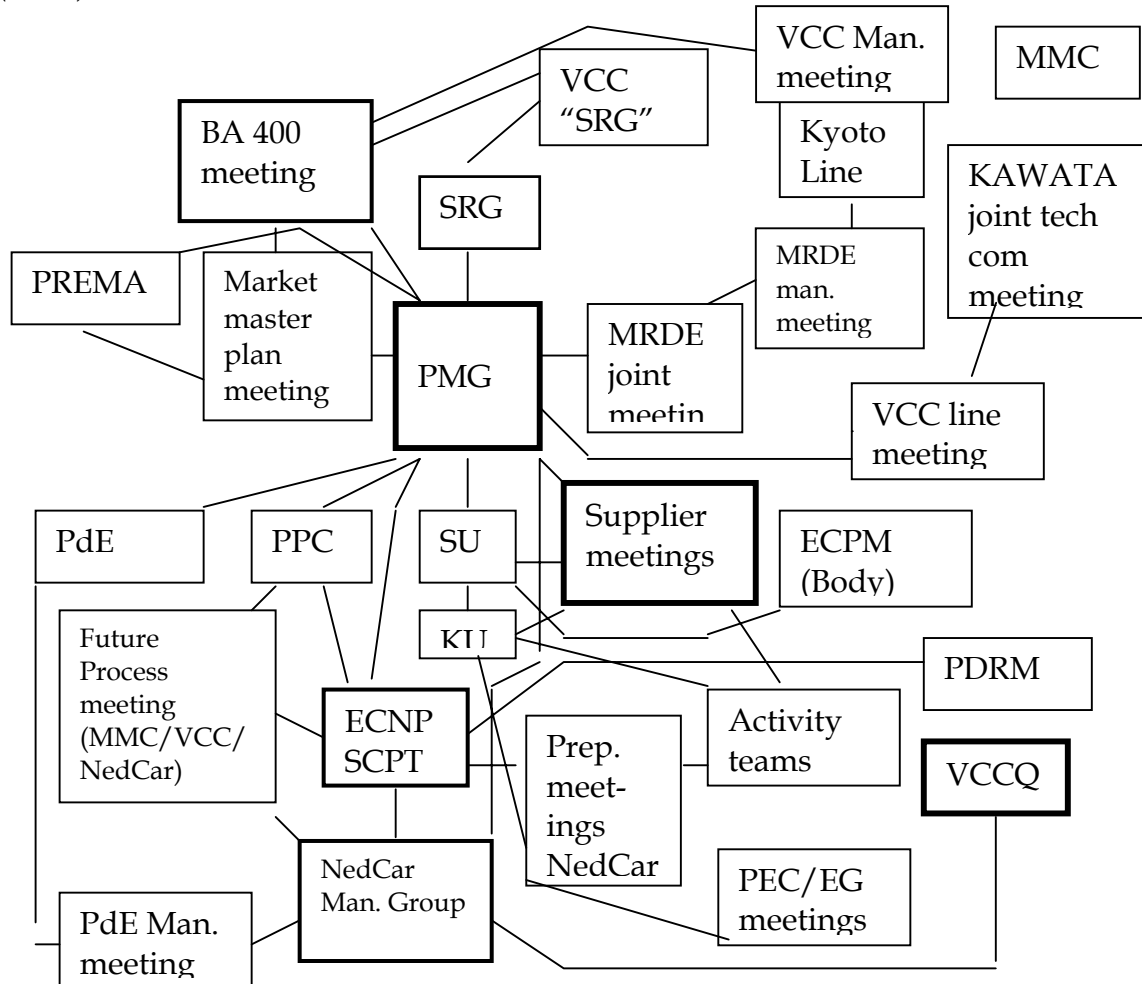 VCC Man.
meeting
MMC
VCC
“SRG”
BA 400
meeting
Kyoto
Line
KAWATA
joint tech
com
meeting
SRG
PREMA
Market
master
plan
meeting
MRDE
man.
meeting
PMG
MRDE
joint
meetin
VCC line
meeting
PdE
PPC
SU
Supplier
meetings
ECPM
(Body)
Future
Process
meeting
(MMC/VCC/
NedCar)
KU
PDRM
ECNP
SCPT
Prep.
meet-
ings
NedCar
Activity
teams
VCCQ
NedCar
Man. Group
PEC/EG
meetings
PdE Man.
meeting